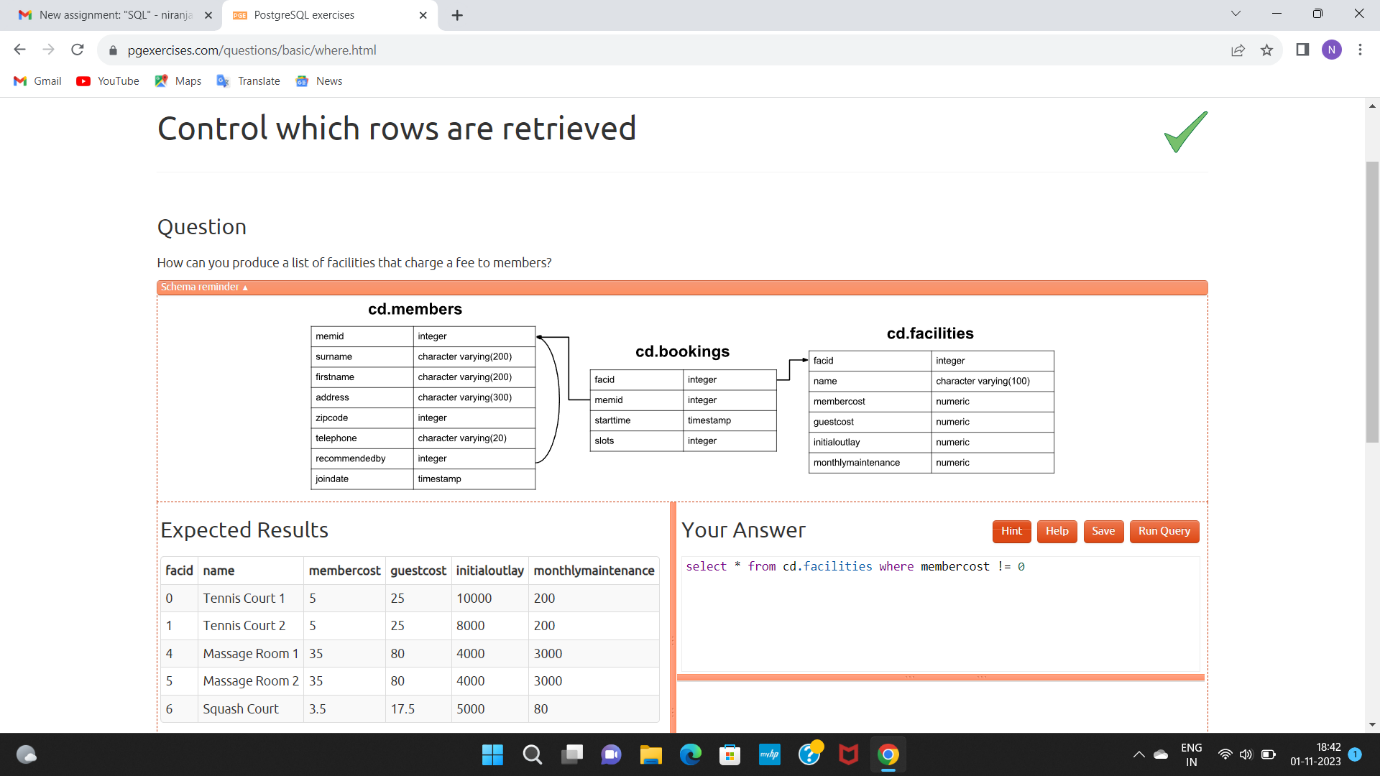 New assignment: "SQL" - niranja
PostgreSQL exercises
pgexercises.com/questions/basic/where.html
N
Gmail YouTube Maps Translate News
Control which rows are retrieved
Question
How can you produce a list of facilities that charge a fee to members?
Schema reminder ▲
cd.members
memid integer
surname character varying(200)
firstname character varying(200)
address character varying(300)
zipcode integer
telephone character varying(20)
recommendedby integer
joindate timestamp
cd.bookings
facid integer
memid integer
starttime timestamp
slots integer
cd.facilities
facid integer
name character varying(100)
membercost numeric
guestcost numeric
initialoutlay numeric
monthlymaintenance numeric
Expected Results
facid name membercost guestcost initialoutlay monthlymaintenance
0 Tennis Court 1 5 25 10000 200
1 Tennis Court 2 5 25 8000 200
4 Massage Room 1 35 80 4000 3000
5 Massage Room 2 35 80 4000 3000
6 Squash Court 3.5 17.5 5000 80
Your Answer
Hint Help Save Run Query
select * from cd.facilities where membercost != 0
myhp
ENG
IN
18:42
01-11-2023
1